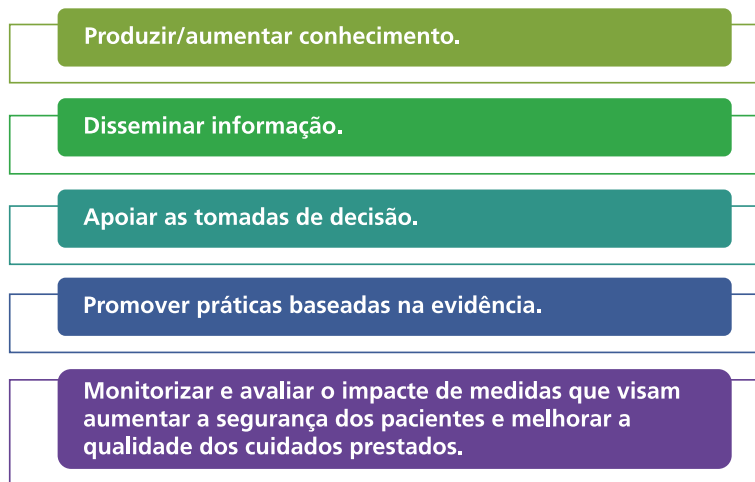 Produzir/aumentar conhecimento.
Disseminar informação.
Apoiar as tomadas de decisão.
Promover práticas baseadas na evidência.
Monitorizar e avaliar o impacte de medidas que visam
aumentar a segurança dos pacientes e melhorar a
qualidade dos cuidados prestados.